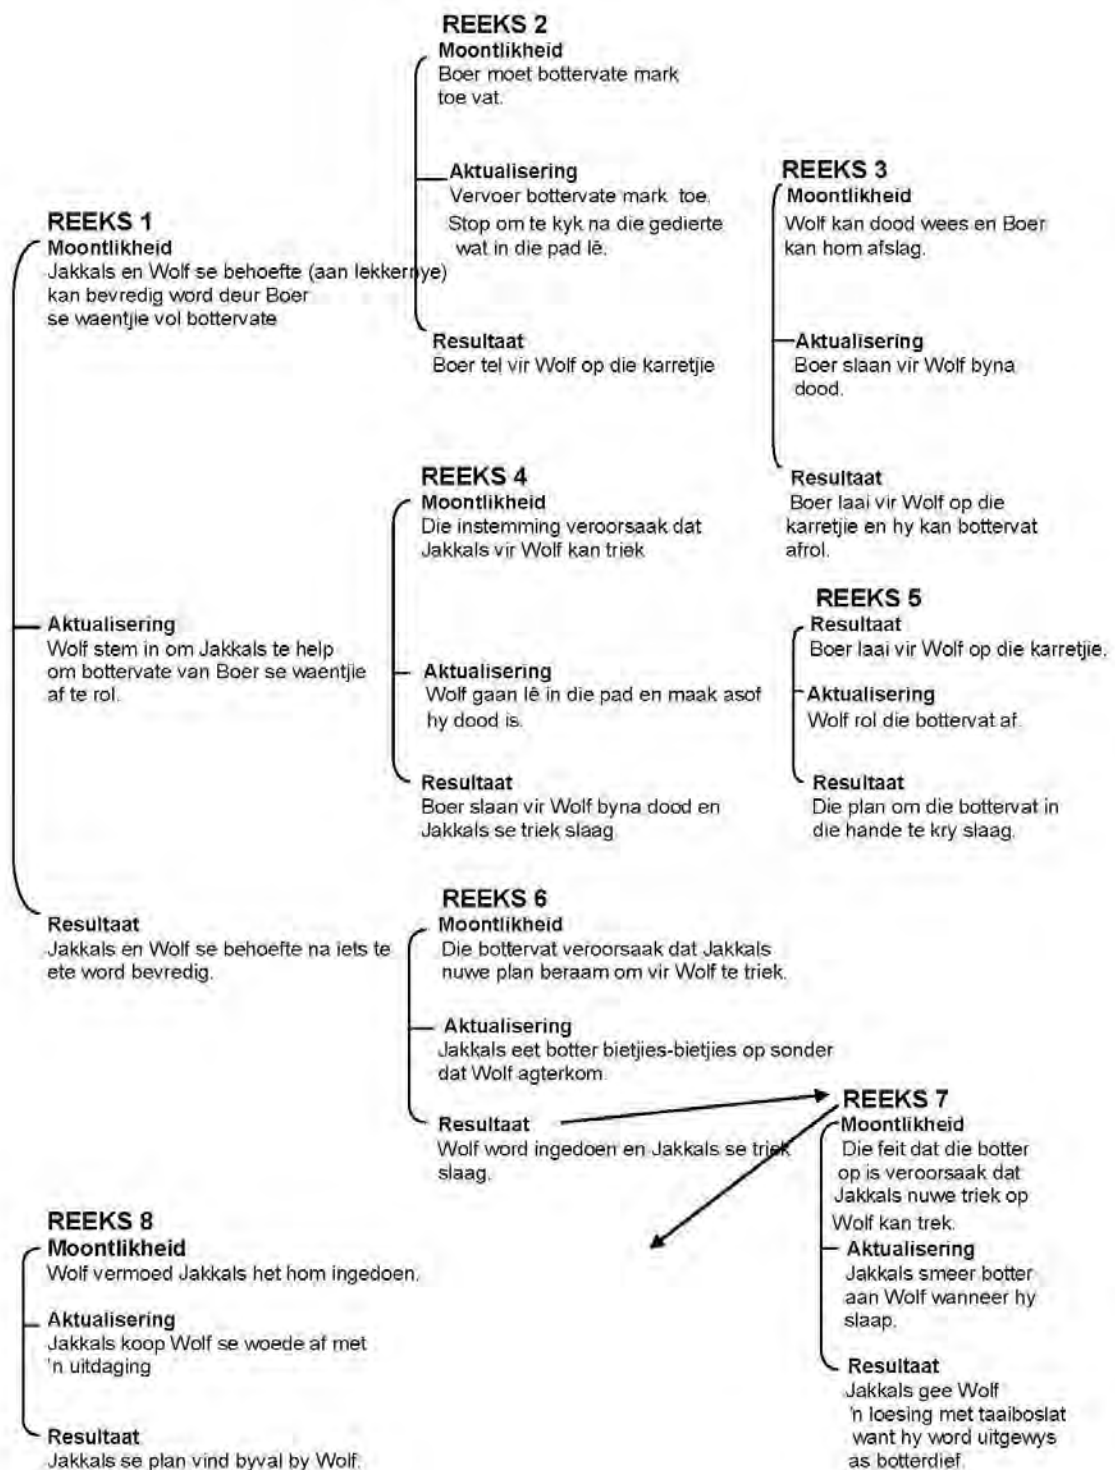 REEKS 1
Moontlikheid
Jakkals en Wolf se behoefte (aan lekkernye)
kan bevredig word deur Boer
se waentjie vol bottervate
Aktualisering
Wolf stem in om Jakkals te help
om bottervate van Boer se waentjie
af te rol.
Resultaat
Jakkals en Wolf se behoefte na iets te
ete word bevredig.
REEKS 2
Moontlikheid
Boer moet bottervate mark
toe vat.
Aktualisering
Vervoer bottervate mark toe.
Stop om te kyk na die gedierte
wat in die pad lê.
Resultaat
Boer tel vir Wolf op die karretjie
REEKS 3
Moontlikheid
Wolf kan dood wees en Boer
kan hom afslag.
Aktualisering
Boer slaan vir Wolf byna
dood.
Resultaat
Boer laai vir Wolf op die
karretjie en hy kan bottervat
afrol.
REEKS 4
Moontlikheid
Die instemming veroorsaak dat
Jakkals vir Wolf kan triek
Aktualisering
Wolf gaan lê in die pad en maak asof
hy dood is.
Resultaat
Boer slaan vir Wolf byna dood en
Jakkals se triek slaag
REEKS 5
Resultaat
Boer laai vir Wolf op die karretjie.
Aktualisering
Wolf rol die bottervat af.
Resultaat
Die plan om die bottervat in
die hande te kry slaag.
REEKS 6
Moontlikheid
Die bottervat veroorsaak dat Jakkals
nuwe plan beraam om vir Wolf te triek.
Aktualisering
Jakkals eet botter bietjies-bietjies op sonder
dat Wolf agterkom
Resultaat
Wolf word ingedoen en Jakkals se triek
slaag.
REEKS 7
Moontlikheid
Die feit dat die botter
op is veroorsaak dat
Jakkals nuwe triek op
Wolf kan trek.
Aktualisering
Jakkals smeer botter
aan Wolf wanneer hy
slaap.
Resultaat
Jakkals gee Wolf
'n loesing met taaiboslat
want hy word uitgewys
as botterdief.
REEKS 8
Moontlikheid
Wolf vermoed Jakkals het hom ingedoen.
Aktualisering
Jakkals koop Wolf se woede af met
'n uitdaging
Resultaat
Jakkals se plan vind byval by Wolf.